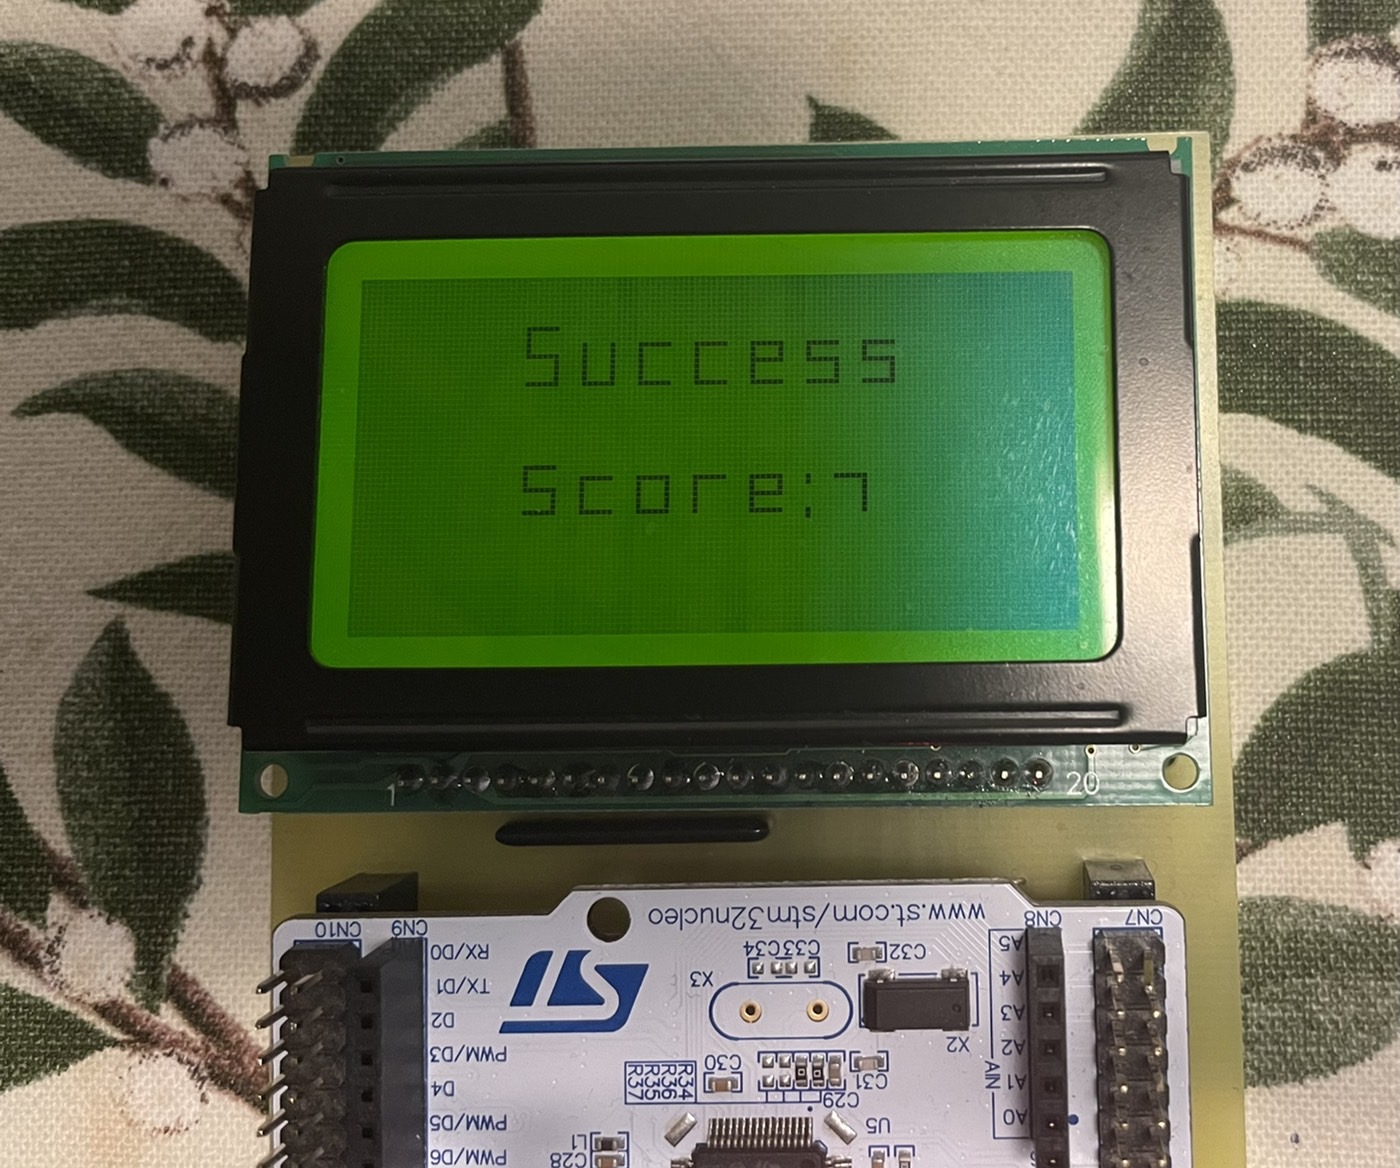 Success
Score:7
1
20
www.st.com/stm32nucleo
CN10
CN9
CN8
CN7
RX/D0
TX/D1
D2
PWM/D3
D4
PWM/D5
PWM/D6
ST
X3
C33C34
C32
X2
C30
C31
C29
R37
R35
R36
R34
U5
L1
C28
A5
A4
A3
A2
A1
A0
AIN